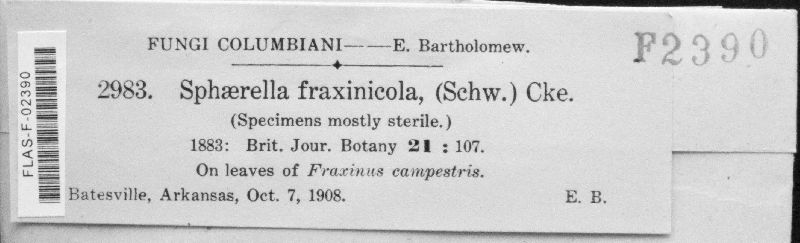 FUNGI COLUMBIANI——E. Bartholomew.
F2390
2983. Sphærella fraxinicola, (Schw.) Cke.
(Specimens mostly sterile.)
1883: Brit. Jour. Botany 21 : 107.
On leaves of Fraxinus campestris.
Batesville, Arkansas, Oct. 7, 1908. E. B.
FLAS-F-02390